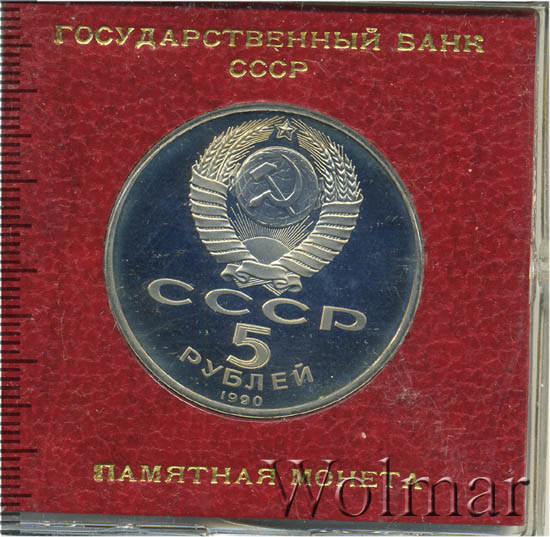 ГОСУДАРСТВЕННЫЙ БАНК
СССР
СССР
5
РУБЛЕЙ
1990
ПАМЯТНАЯ МОНЕТА
Wolmar